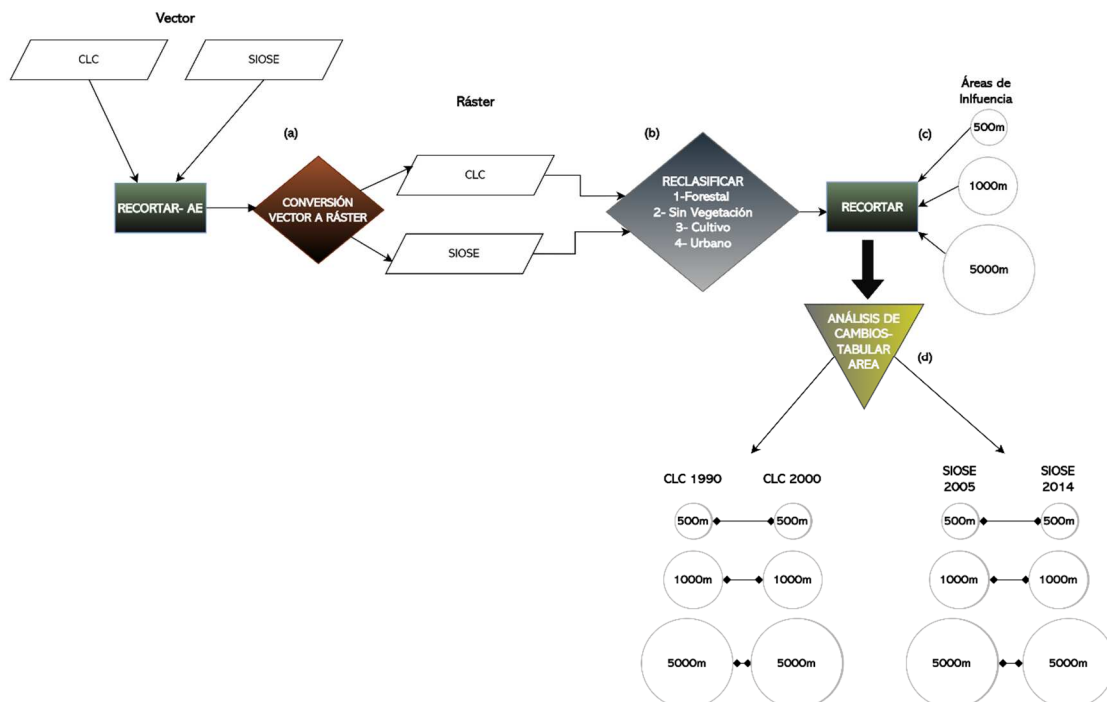 Vector
CLC
SIOSE
RECORTAR- AE
(a)
CONVERSIÓN
VECTOR A RÁSTER
Ráster
CLC
SIOSE
(b)
RECLASIFICAR
1-Forestal
2- Sin Vegetación
3- Cultivo
4- Urbano
(c)
RECORTAR
Áreas de
Inlfuencia
500m
1000m
5000m
ANÁLISIS DE
CAMBIOS-
TABULAR
AREA
(d)
CLC 1990
CLC 2000
500m
500m
1000m
1000m
5000m
5000m
SIOSE
2005
SIOSE
2014
500m
500m
1000m
1000m
5000m
5000m